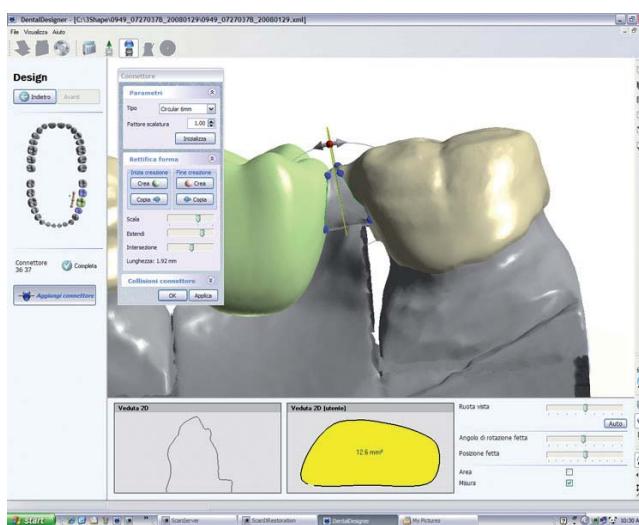 DentalDesigner - [C:\3Shape\0949_07270378_20080129\0949_07270378_20080129.xml]
File Visualizza Aiuto
Design
Indietro Avanti
Connettore
36 37
Completa
Aggiungi connettore
Connettore
Parametri
Tipo Circular 6mm
Fattore scalatura 1.00
Inizializza
Rettifica forma
Inizia creazione Fine creazione
Crea Crea
Copia Copia
Scala
Estendi
Intersezione
Lunghezza: 1.92 mm
Collisioni connettore
OK Applica
Veduta 2D
Veduta 2D (utente)
12.6 mm²
Ruota vista
Auto
Angolo di rotazione fetta
Posizione fetta
Area
Misura
start
ScanServer
ScanItRestoration
DentalDesigner
My Pictures
10:30